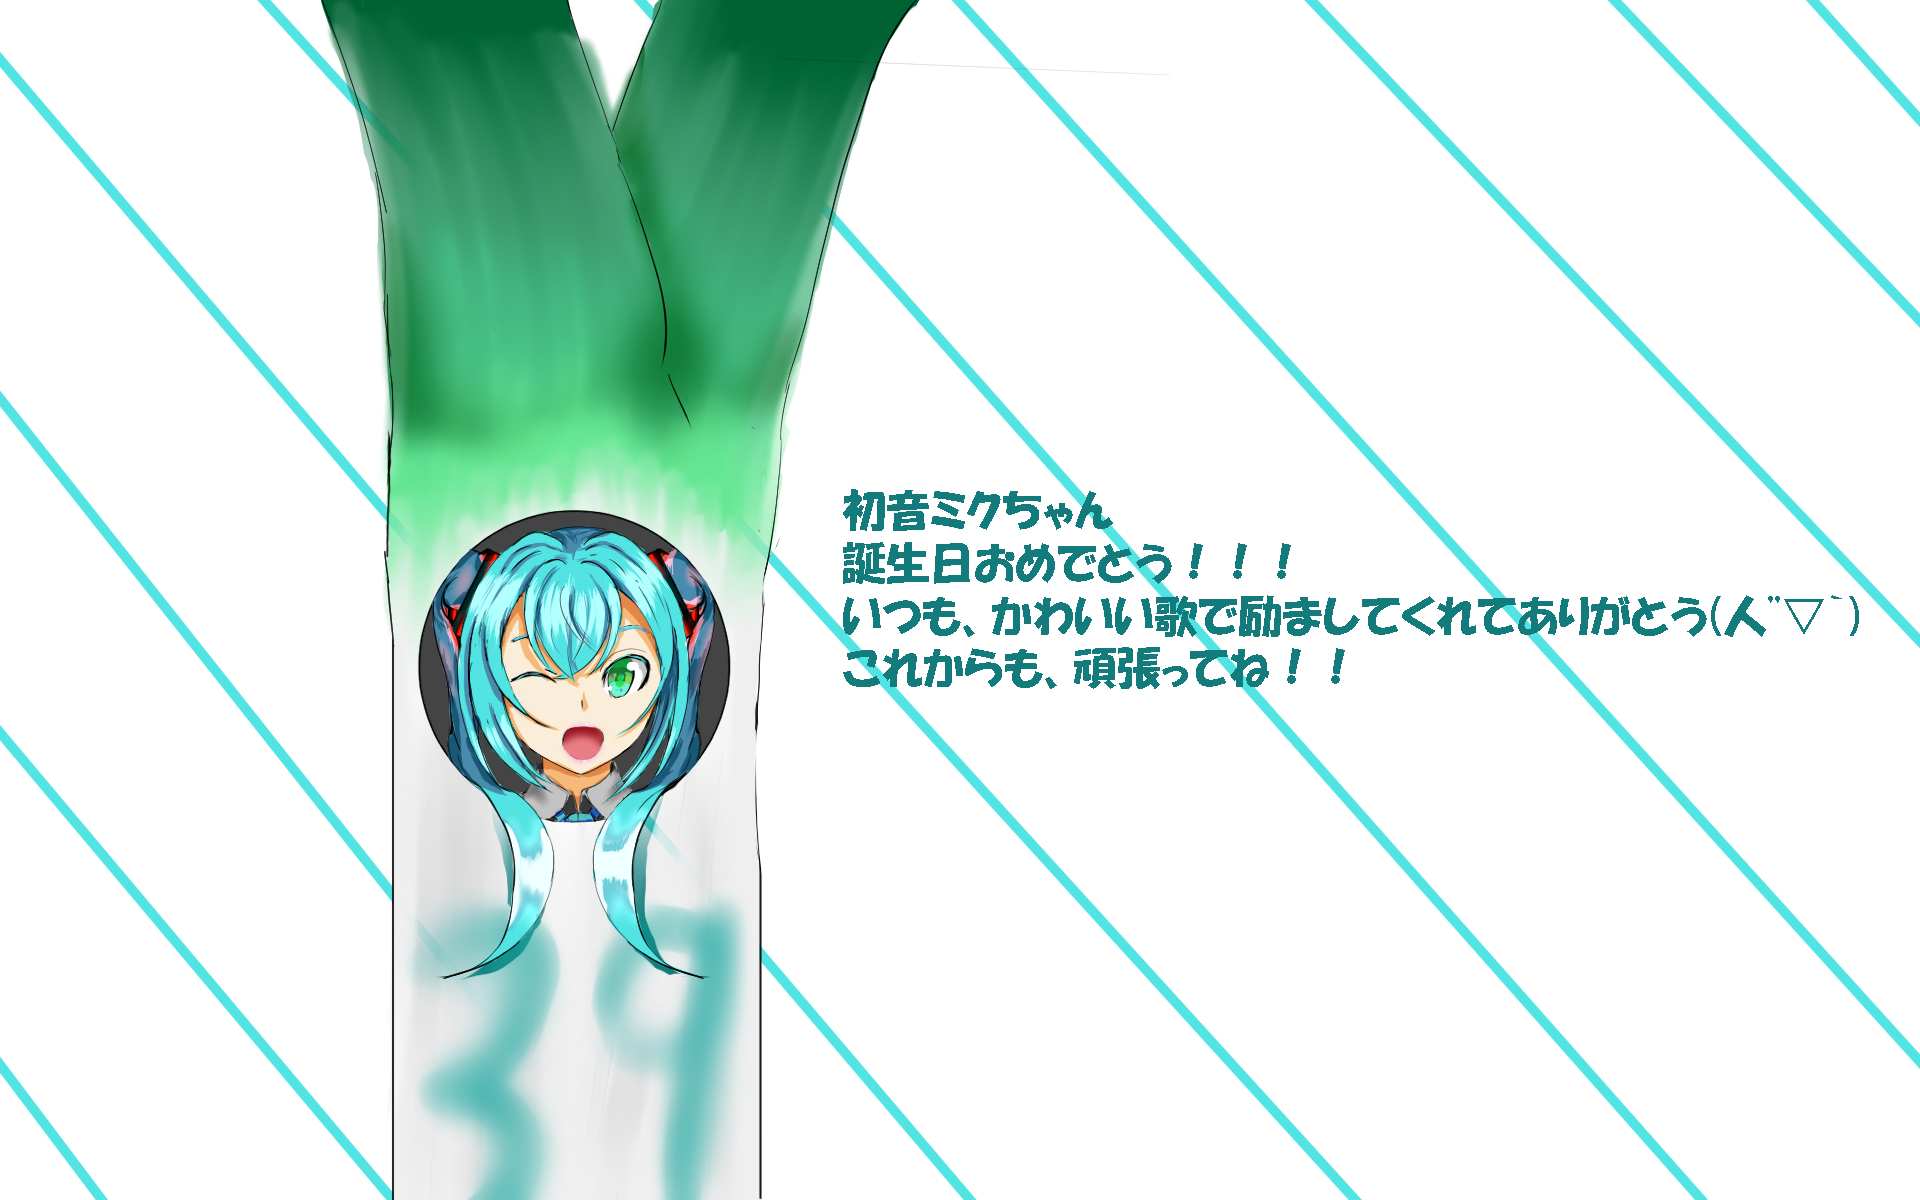 初音ミクちゃん
誕生日おめでとう！！！
いつも、かわいい歌で励ましてくれてありがとう(人¨▽｀)
これからも、頑張ってね！！
39